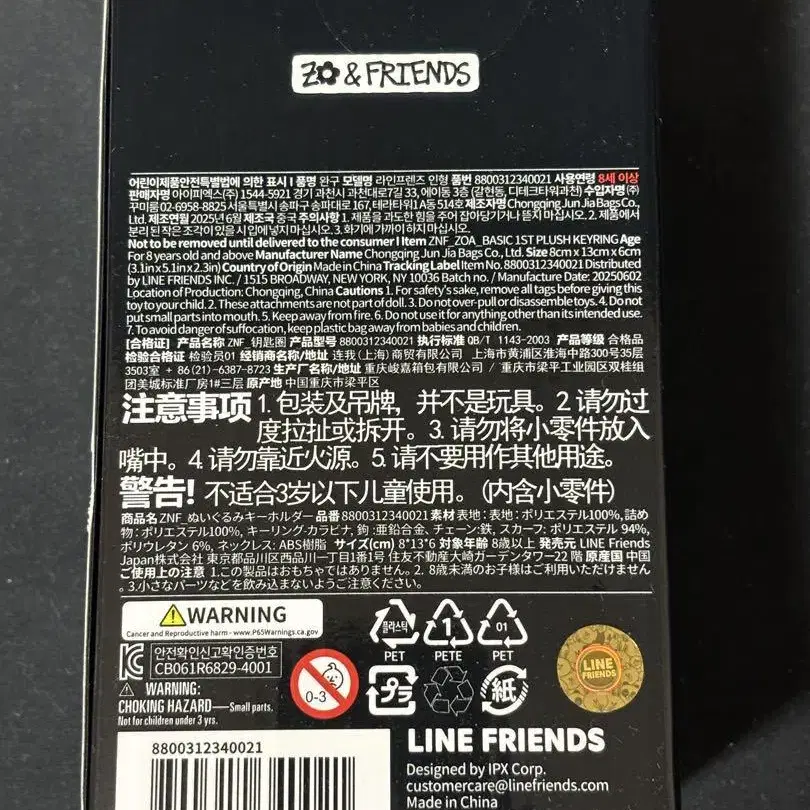 ZO & FRIENDS
어린이제품안전특별법에 의한 표시 I 품명 완구 모델명 라인프렌즈 인형 품번 8800312340021 사용연령 8세 이상
판매자명 아이피엑스(주) 1544-5921 경기 과천시 과천대로7길 33, 에이동 3층 (갈현동, 디테크타워과천) 수입자명 (주)
꾸미룸 02-6958-8825 서울특별시 송파구 송파대로 167, 테라타워1 A동 514호 제조자명 Chongqing Jun Jia Bags Co.,
Ltd. 제조연월 2025년 6월 제조국 중국 주의사항 1. 제품을 과도한 힘을 주어 잡아당기거나 뜯지 마십시오. 2. 제품에서
분리된 작은 조각이 있을 시 입에 넣지 마십시오. 3. 화기에 가까이 하지 마십시오.
Not to be removed until delivered to the consumer I Item ZNF_ZOA_BASIC 1ST PLUSH KEYRING Age
For 8 years old and above Manufacturer Name Chongqing Jun Jia Bags Co., Ltd. Size 8cm x 13cm x 6cm
(3.1in x 5.1in x 2.3in) Country of Origin Made in China Tracking Label Item No. 8800312340021 Distributed
by LINE FRIENDS INC. / 1515 BROADWAY, NEW YORK, NY 10036 Batch no. / Manufacture Date: 20250602
Location of Production: Chongqing, China Cautions 1. For safety's sake, remove all tags before giving this
toy to your child. 2. These attachments are not part of doll. 3. Do not over-pull or disassemble toys. 4. Do not
put small parts into mouth. 5. Keep away from fire. 6. Do not use it for anything other than its intended use.
7. To avoid danger of suffocation, keep plastic bag away from babies and children.
[合格证] 产品名称 ZNF_钥匙圈 产品型号 8800312340021 执行标准 QB/T 1143-2003 产品等级 合格品
检验合格证 检验员01 经销商名称/地址 连我(上海)商贸有限公司 上海市黄浦区淮海中路300号35层
3503室 + 86 (21)-6387-8723 生产厂名称/地址 重庆峻嘉箱包有限公司 / 重庆市梁平工业园区双桂组
团美城标准厂房1#三层 原产地 中国重庆市梁平区
注意事项 1. 包装及吊牌，并不是玩具。2. 请勿过
度拉扯或拆开。3. 请勿将小零件放入
嘴中。4. 请勿靠近火源。5. 请不要用作其他用途。
警告! 不适合3岁以下儿童使用。(内含小零件)
商品名 ZNF_ぬいぐるみキーホルダー 品番 8800312340021 素材 表地 : 表地 : ポリエステル100%, 詰め
物 : ポリエステル100%, キーリング-カラビナ, 鉤 :亜鉛合金, チェーン:鉄, スカーフ: ポリエステル 94%,
ポリウレタン 6%, ネックレス: ABS樹脂 サイズ(cm) 8*13*6 対象年齢 8歳以上 発売元 LINE Friends
Japan株式会社 東京都品川区西品川一丁目1番1号 住友不動産大崎ガーデンタワー22 階 原産国 中国
ご使用上の注意 1.この製品はおもちゃではありません。2. 8歳未満のお子様はご利用いただけません
。3.小さなパーツなどを飲み込まないようご注意ください。
WARNING
Cancer and Reproductive harm - www.P65Warnings.ca.gov
안전확인신고확인증번호
CB061R6829-4001
WARNING:
CHOKING HAZARD—Small parts.
Not for children under 3 yrs.
0-3
플라스틱
PET
1
PETE
01
PET
プラ
紙
LINE
FRIENDS
8800312340021
LINE FRIENDS
Designed by IPX Corp.
customercare@linefriends.com
Made in China